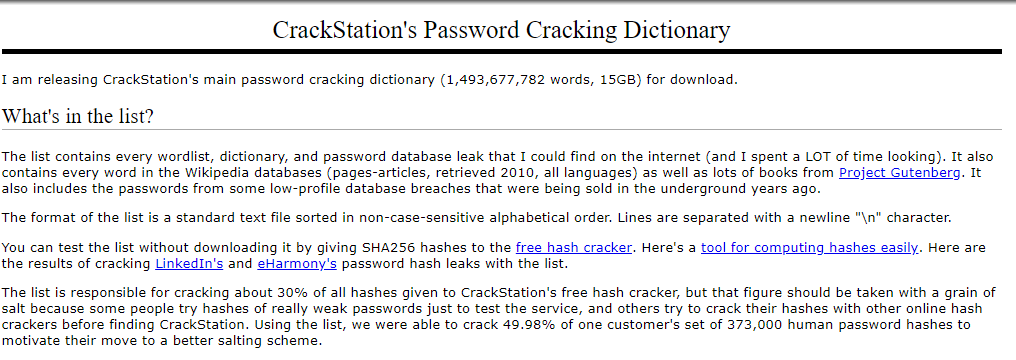 CrackStation's Password Cracking Dictionary
I am releasing CrackStation's main password cracking dictionary (1,493,677,782 words, 15GB) for download.
What's in the list?
The list contains every wordlist, dictionary, and password database leak that I could find on the internet (and I spent a LOT of time looking). It also
contains every word in the Wikipedia databases (pages-articles, retrieved 2010, all languages) as well as lots of books from Project Gutenberg. It
also includes the passwords from some low-profile database breaches that were being sold in the underground years ago.
The format of the list is a standard text file sorted in non-case-sensitive alphabetical order. Lines are separated with a newline "\n" character.
You can test the list without downloading it by giving SHA256 hashes to the free hash cracker. Here's a tool for computing hashes easily. Here are
the results of cracking LinkedIn's and eHarmony's password hash leaks with the list.
The list is responsible for cracking about 30% of all hashes given to CrackStation's free hash cracker, but that figure should be taken with a grain of
salt because some people try hashes of really weak passwords just to test the service, and others try to crack their hashes with other online hash
crackers before finding CrackStation. Using the list, we were able to crack 49.98% of one customer's set of 373,000 human password hashes to
motivate their move to a better salting scheme.